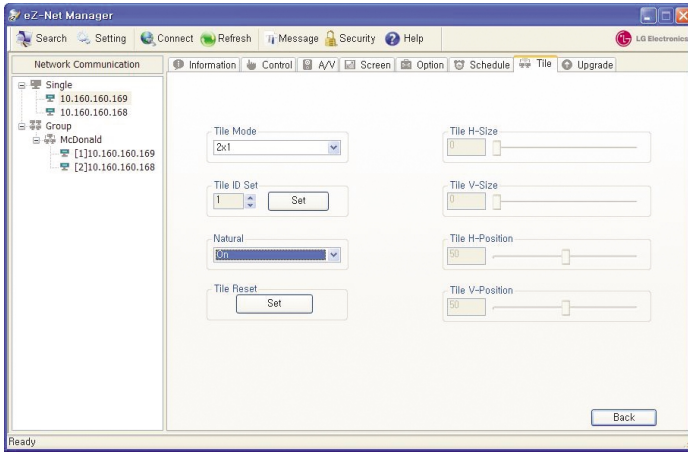 eZ-Net Manager
Search Setting Connect Refresh Message Security Help LG Electronics
Network Communication
Information Control A/V Screen Option Schedule Tile Upgrade
Single
10.160.160.169
10.160.160.168
Group
McDonald
[1]10.160.160.169
[2]10.160.160.168
Tile Mode
2x1
Tile ID Set
1 Set
Natural
On
Tile Reset
Set
Tile H-Size
0
Tile V-Size
0
Tile H-Position
50
Tile V-Position
50
Back
Ready